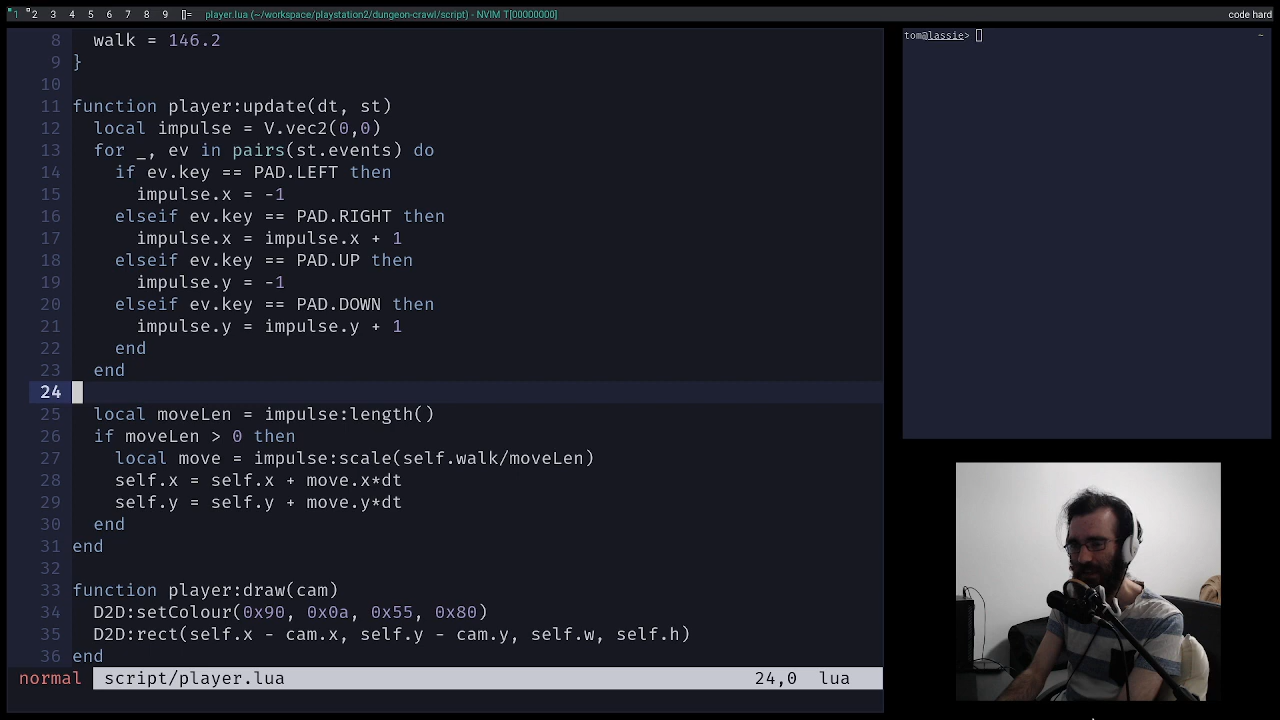 1 2 3 4 5 6 7 8 9 []= player.lua (~/workspace/playstation2/dungeon-crawl/script) - NVIM T[00000000] code hard
8 walk = 146.2
9 }
10
11 function player:update(dt, st)
12 local impulse = V.vec2(0,0)
13 for _, ev in pairs(st.events) do
14 if ev.key == PAD.LEFT then
15 impulse.x = -1
16 elseif ev.key == PAD.RIGHT then
17 impulse.x = impulse.x + 1
18 elseif ev.key == PAD.UP then
19 impulse.y = -1
20 elseif ev.key == PAD.DOWN then
21 impulse.y = impulse.y + 1
22 end
23 end
24
25 local moveLen = impulse:length()
26 if moveLen > 0 then
27 local move = impulse:scale(self.walk/moveLen)
28 self.x = self.x + move.x*dt
29 self.y = self.y + move.y*dt
30 end
31 end
32
33 function player:draw(cam)
34 D2D:setColour(0x90, 0x0a, 0x55, 0x80)
35 D2D:rect(self.x - cam.x, self.y - cam.y, self.w, self.h)
36 end
normal script/player.lua 24,0 lua
tom@lassie> ~